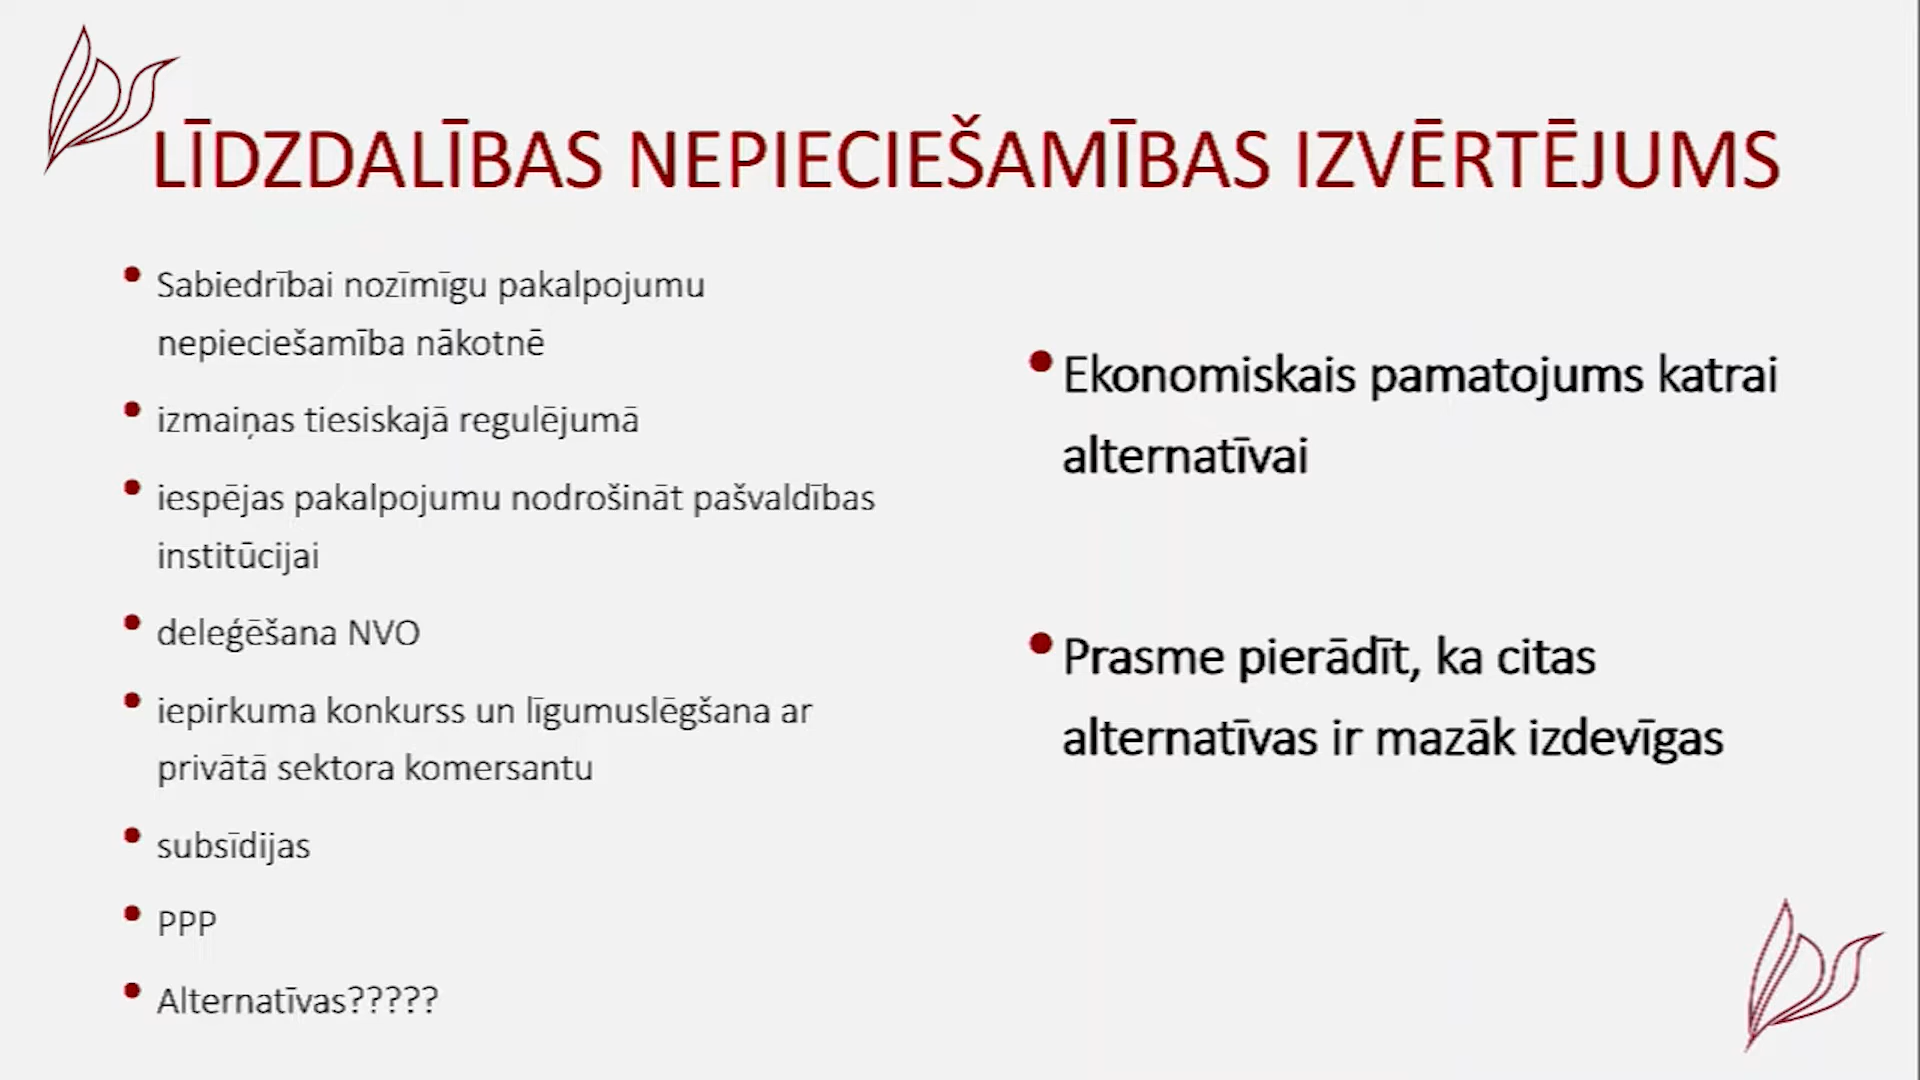 LĪDZDALĪBAS NEPIECIEŠAMĪBAS IZVĒRTĒJUMS
Sabiedrībai nozīmīgu pakalpojumu
nepieciešamība nākotnē
izmaiņas tiesiskajā regulējumā
iespējas pakalpojumu nodrošināt pašvaldības
institūcijai
deleģēšana NVO
iepirkuma konkurss un līgumuslēgšana ar
privātā sektora komersantu
subsīdijas
PPP
Alternatīvas?????
Ekonomiskais pamatojums katrai
alternatīvai
Prasme pierādīt, ka citas
alternatīvas ir mazāk izdevīgas